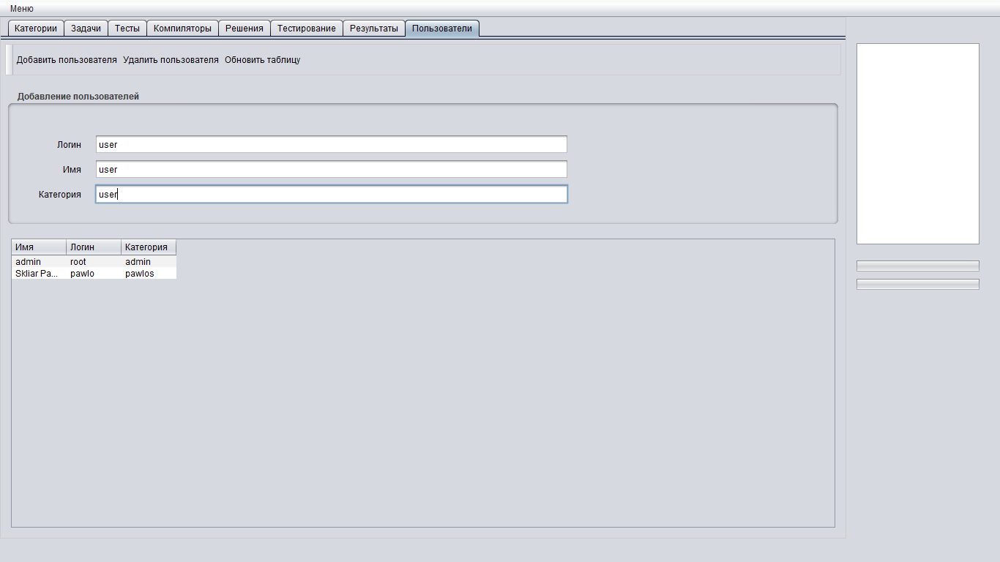 Меню
Категории Задачи Тесты Компиляторы Решения Тестирование Результаты Пользователи
Добавить пользователя Удалить пользователя Обновить таблицу
Добавление пользователей
Логин user
Имя user
Категория user
Имя Логин Категория
admin root admin
Skliar Pa... pawlo pawlos